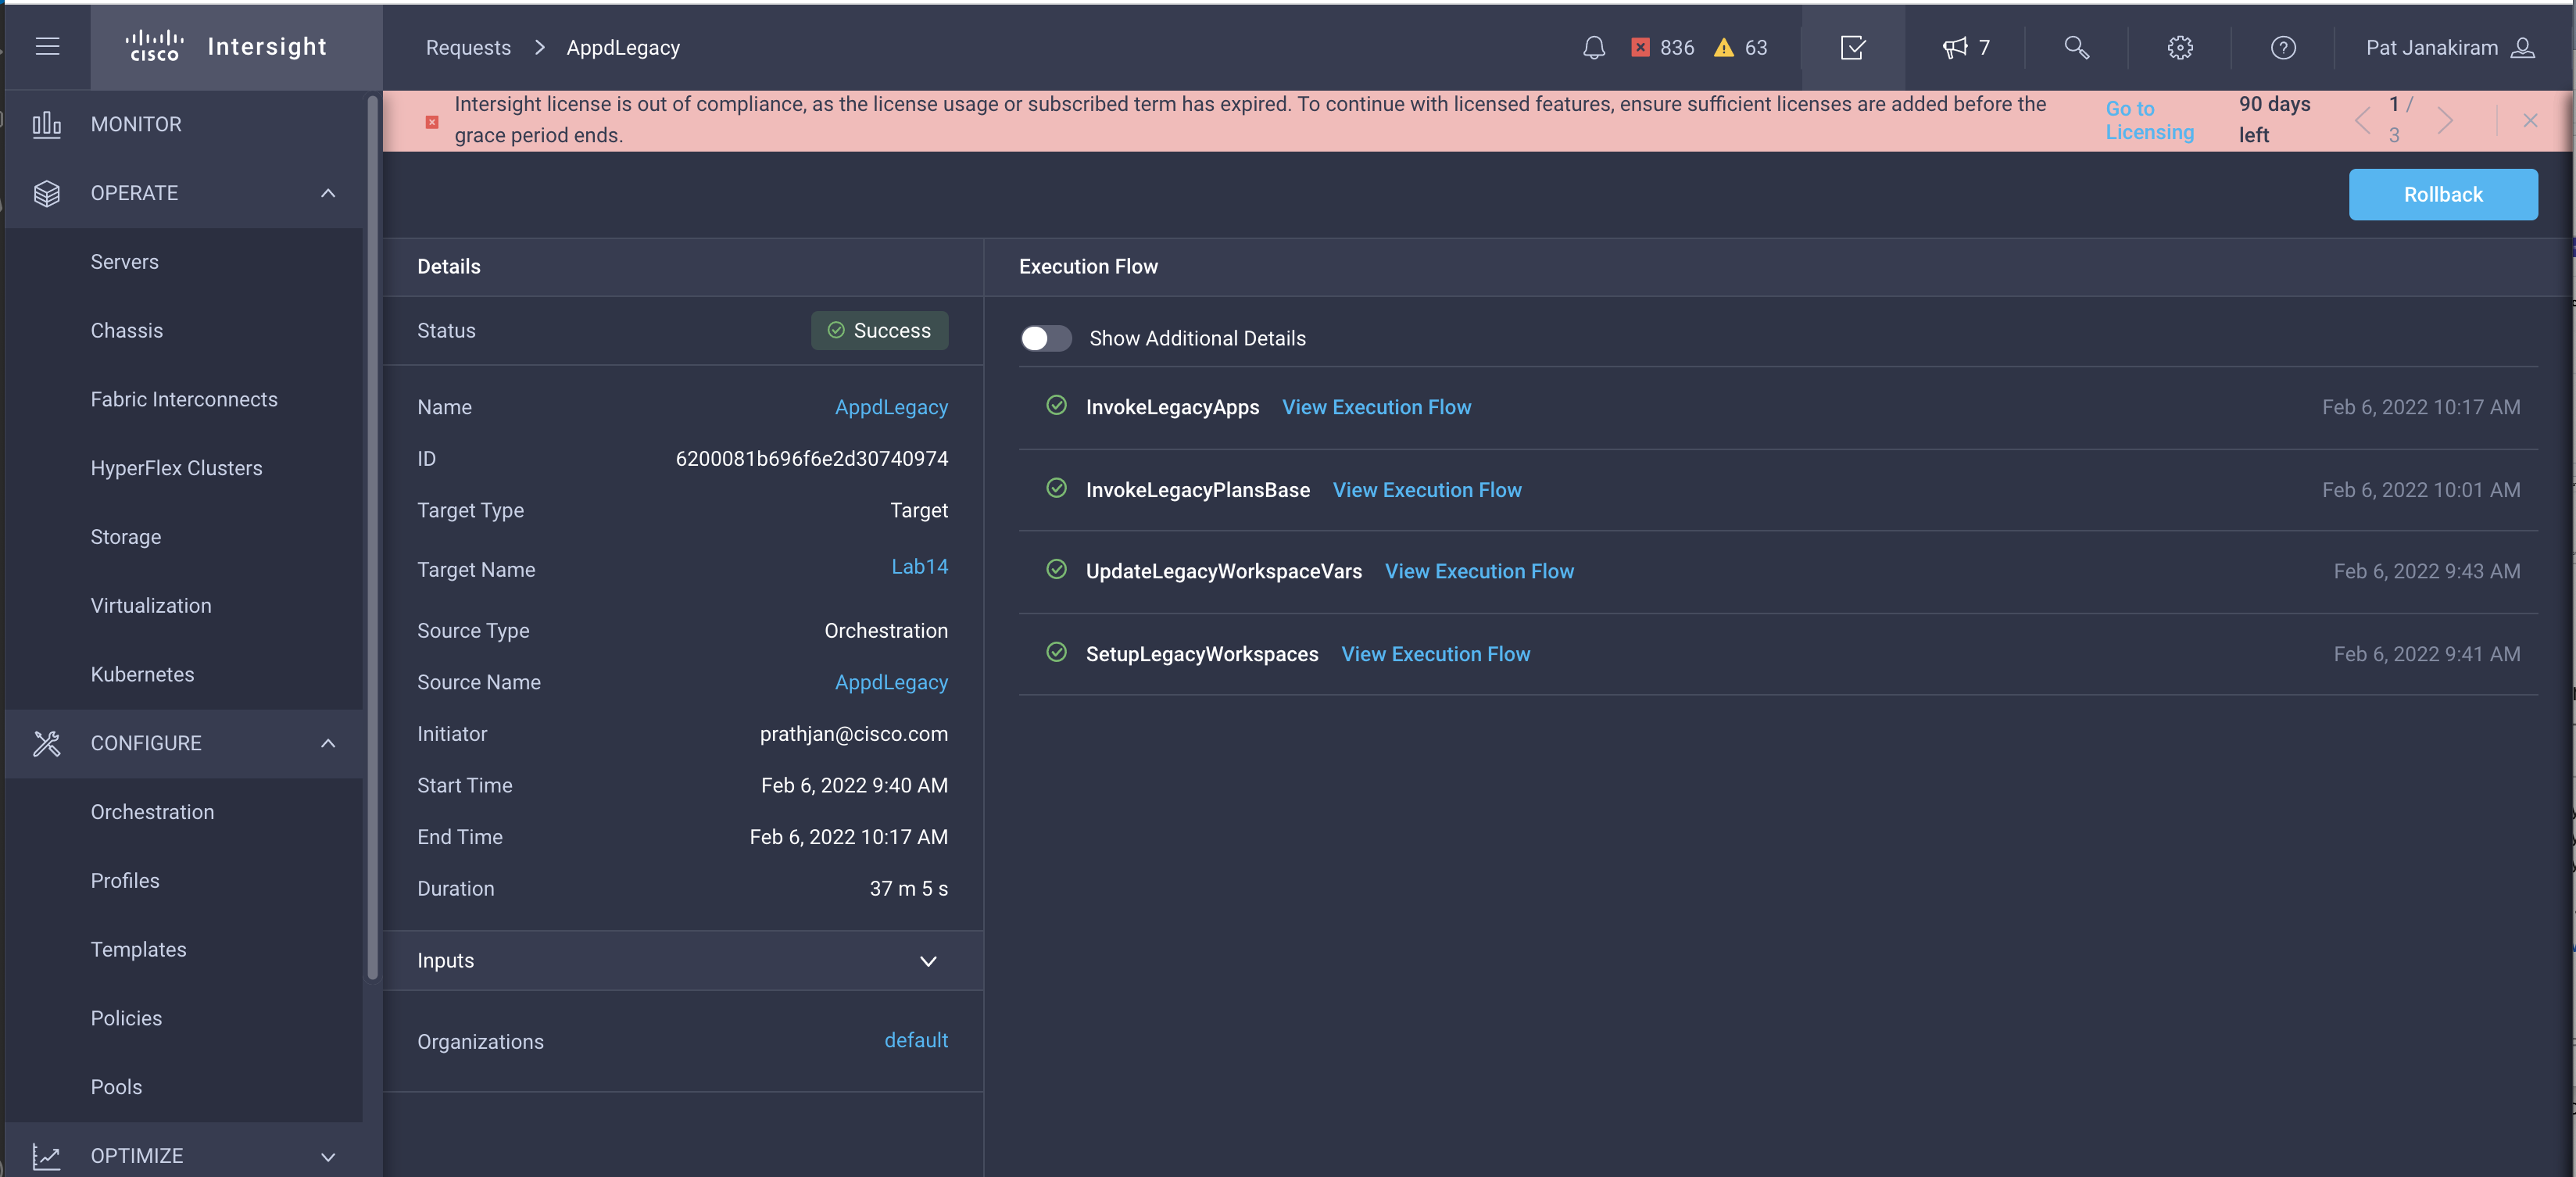 CISCO Intersight
Requests > AppdLegacy
836 63
7
Pat Janakiram
MONITOR
OPERATE
Servers
Chassis
Fabric Interconnects
HyperFlex Clusters
Storage
Virtualization
Kubernetes
CONFIGURE
Orchestration
Profiles
Templates
Policies
Pools
OPTIMIZE
Intersight license is out of compliance, as the license usage or subscribed term has expired. To continue with licensed features, ensure sufficient licenses are added before the
grace period ends.
Go to
Licensing
90 days
left
1 /
3
Rollback
Details
Status Success
Name AppdLegacy
ID 6200081b696f6e2d30740974
Target Type Target
Target Name Lab14
Source Type Orchestration
Source Name AppdLegacy
Initiator prathjan@cisco.com
Start Time Feb 6, 2022 9:40 AM
End Time Feb 6, 2022 10:17 AM
Duration 37 m 5 s
Inputs
Organizations default
Execution Flow
Show Additional Details
InvokeLegacyApps View Execution Flow Feb 6, 2022 10:17 AM
InvokeLegacyPlansBase View Execution Flow Feb 6, 2022 10:01 AM
UpdateLegacyWorkspaceVars View Execution Flow Feb 6, 2022 9:43 AM
SetupLegacyWorkspaces View Execution Flow Feb 6, 2022 9:41 AM